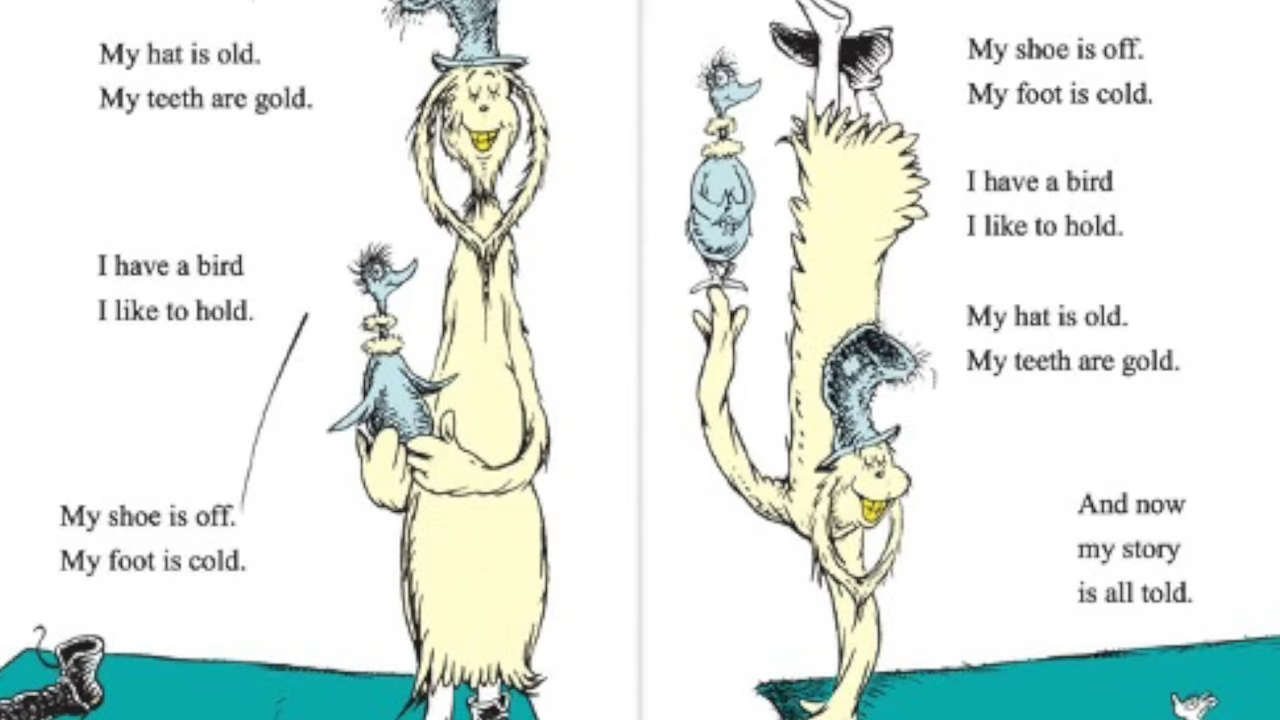 My hat is old.
My teeth are gold.
I have a bird
I like to hold.
My shoe is off.
My foot is cold.
My shoe is off.
My foot is cold.
I have a bird
I like to hold.
My hat is old.
My teeth are gold.
And now
my story
is all told.